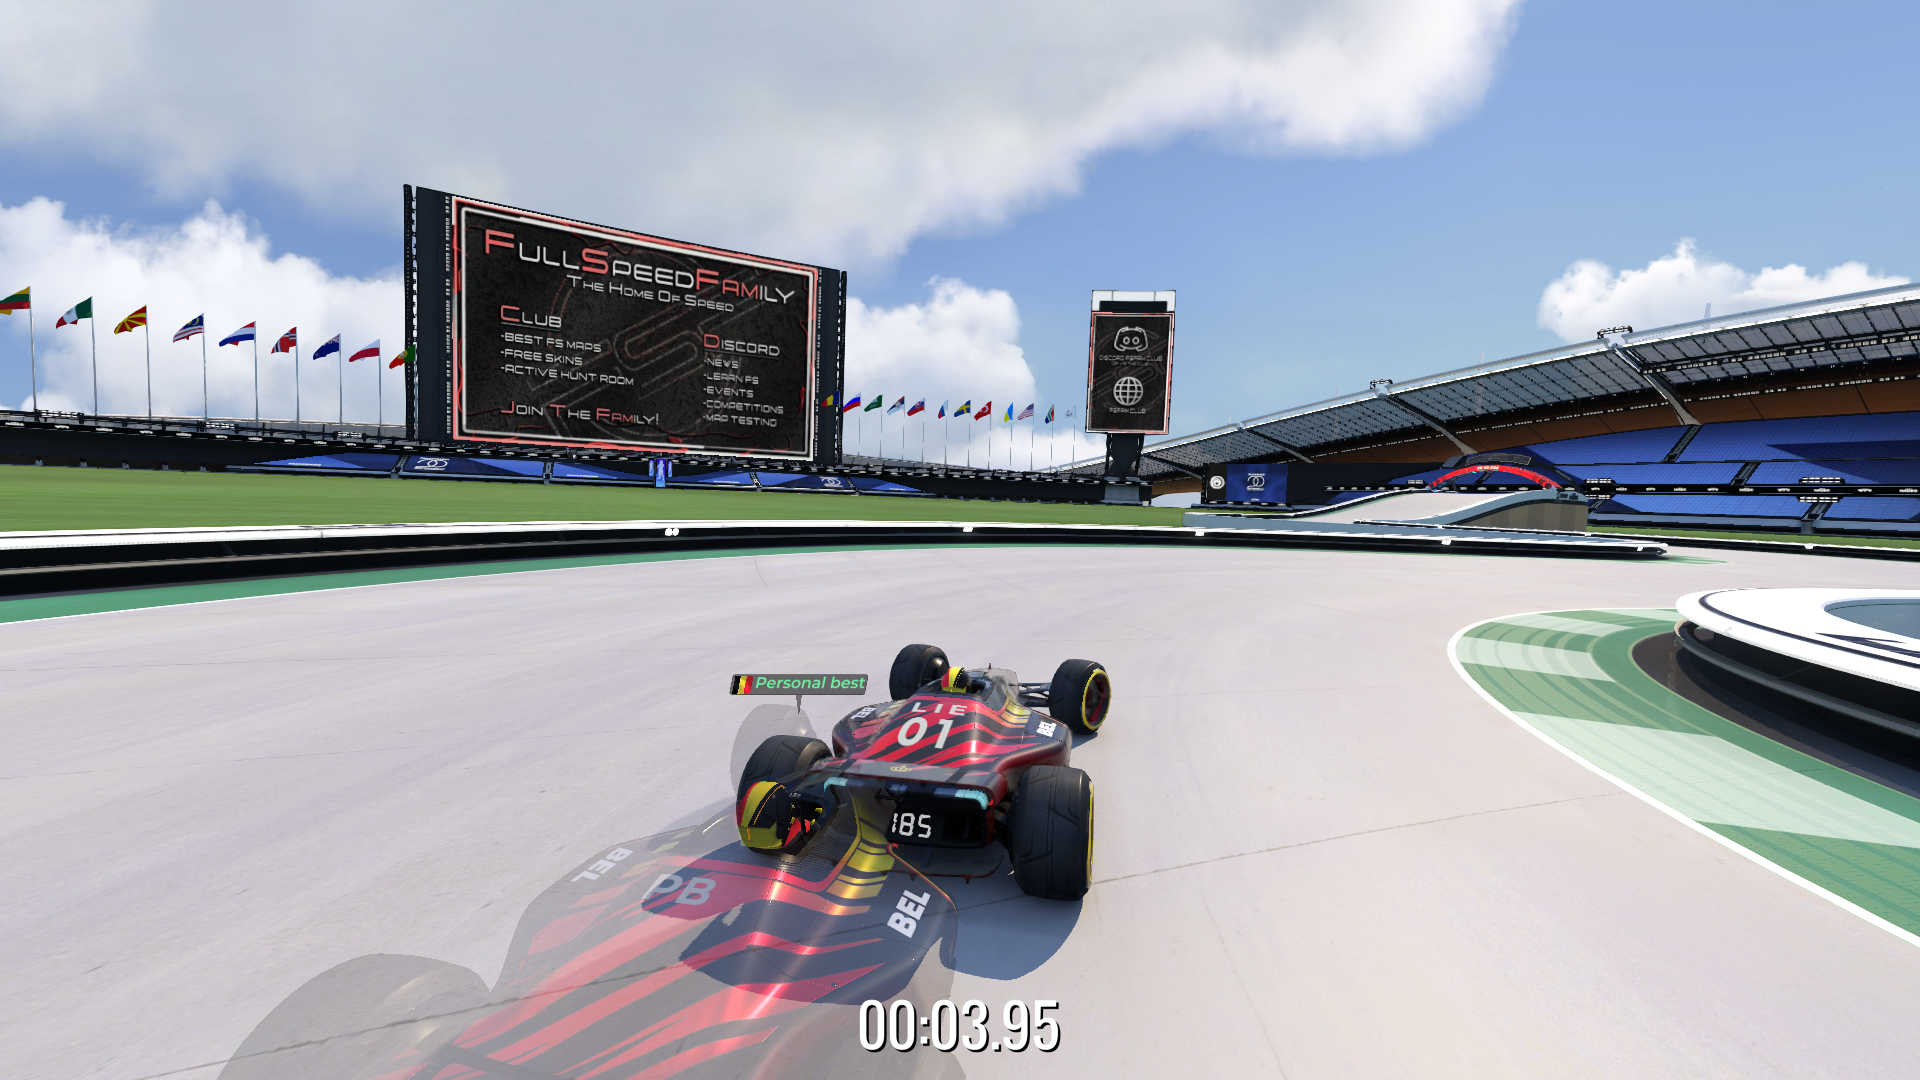 FullSpeedFamily
The Home Of Speed
Club
-Best FS Maps
-Free Skins
-Active Hunt Room
Discord
-News
-Learn FS
-Events
-Competitions
-Map Testing
Join The Family!
Personal best
LIE
01
BEL
BEL
185
PB
BEL
BEL
00:03.95